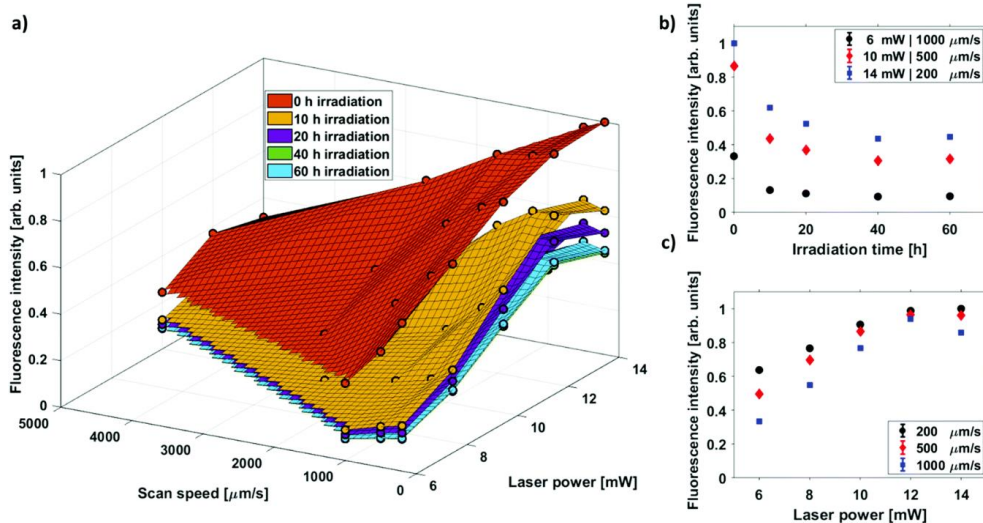 a)
Fluorescence intensity [arb. units]
1
0.8
0.6
0.4
0.2
0
0 h irradiation
10 h irradiation
20 h irradiation
40 h irradiation
60 h irradiation
5000
4000
3000
2000
1000
0
Scan speed [μm/s]
6
8
10
12
14
Laser power [mW]
b)
Fluorescence intensity [arb. units]
1
0.8
0.6
0.4
0.2
0
6 mW | 1000 μm/s
10 mW | 500 μm/s
14 mW | 200 μm/s
0 20 40 60
Irradiation time [h]
c)
Fluorescence intensity [arb. units]
1
0.8
0.6
0.4
0.2
0
200 μm/s
500 μm/s
1000 μm/s
6 8 10 12 14
Laser power [mW]